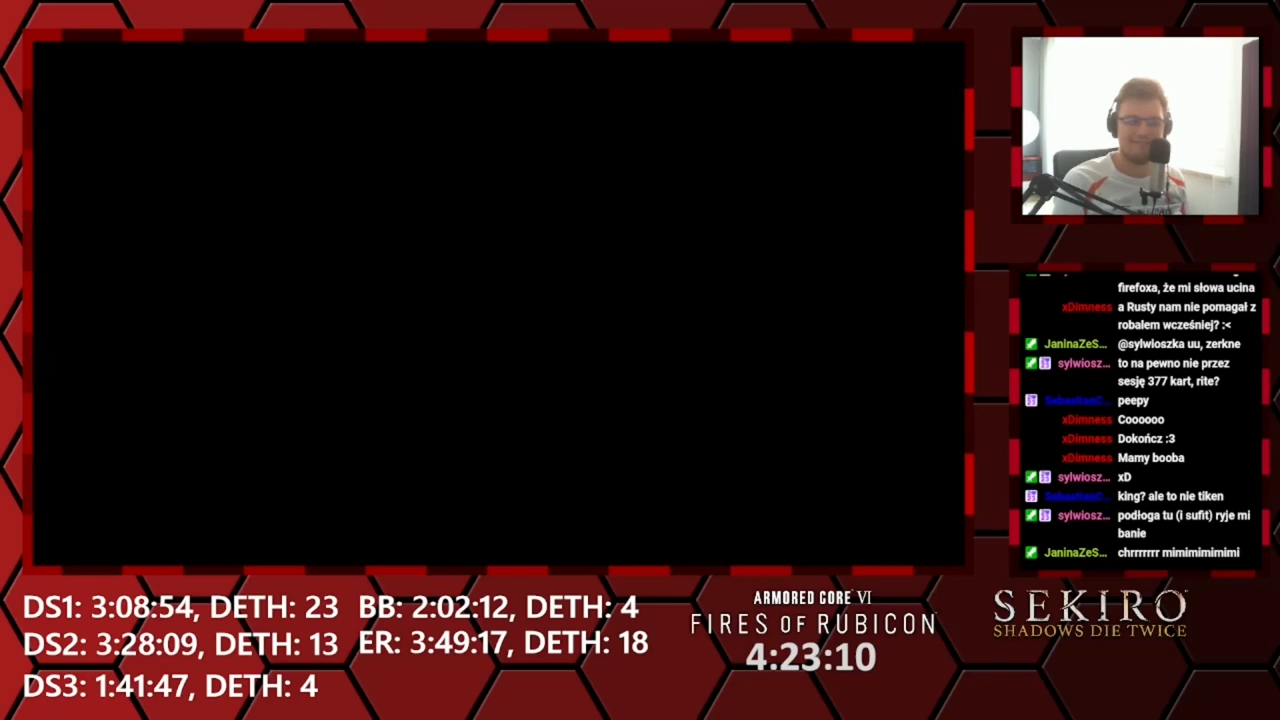 firefoxa, że mi słowa ucina
xDimness a Rusty nam nie pomagał z
robalem wcześniej? :<
JaninaZeS... @sylwioszka uu, zerkne
sylwiosz... to na pewno nie przez
sesję 377 kart, rite?
SebastianC... peepy
xDimness Coooooo
xDimness Dokończ :3
xDimness Mamy booba
sylwiosz... xD
SebastianC... king? ale to nie tiken
sylwiosz... podłoga tu (i sufit) ryje mi
banie
JaninaZeS... chrrrrrrr mimimimimimi
DS1: 3:08:54, DETH: 23 BB: 2:02:12, DETH: 4
DS2: 3:28:09, DETH: 13 ER: 3:49:17, DETH: 18
DS3: 1:41:47, DETH: 4
ARMORED CORE VI
FIRES OF RUBICON
4:23:10
SEKIRO
SHADOWS DIE TWICE